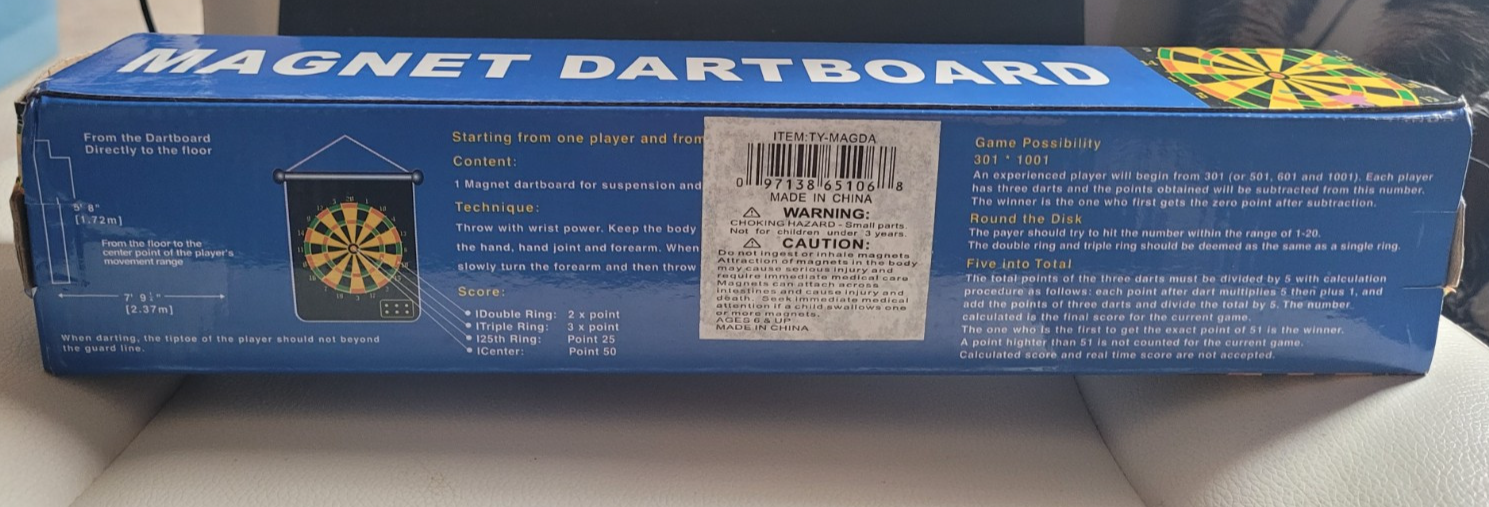 MAGNET DARTBOARD
From the Dartboard
Directly to the floor
5' 8"
[1.72m]
From the floor to the
center point of the player's
movement range
7' 9
[2.37m]
When darting, the tiptoe of the player should not beyond
the guard line.
Starting from one player and from
Content:
1 Magnet dartboard for suspension and
Technique:
Throw with wrist power. Keep the body
the hand, hand joint and forearm. When
slowly turn the forearm and then throw
Score:
IDouble Ring: 2 x point
ITriple Ring: 3 x point
I25th Ring: Point 25
ICenter: Point 50
ITEM:TY-MAGDA
0 97138 65106 8
MADE IN CHINA
WARNING:
CHOKING HAZARD - Small parts.
Not for children under 3 years.
CAUTION:
Do not ingest or inhale magnets
Attraction of magnets in the body
may cause serious injury and
require immediate medical care
Magnets can attach across
intestines and cause injury and
death. Seek immediate medical
attention if a child swallows one
or more magnets.
AGES 6 & UP
MADE IN CHINA
Game Possibility
301 * 1001
An experienced player will begin from 301 (or 501, 601 and 1001). Each player
has three darts and the points obtained will be subtracted from this number.
The winner is the one who first gets the zero point after subtraction.
Round the Disk
The payer should try to hit the number within the range of 1-20.
The double ring and triple ring should be deemed as the same as a single ring.
Five into Total
The total points of the three darts must be divided by 5 with calculation
procedure as follows: each point after dart multiplies 5 then plus 1, and
add the points of three darts and divide the total by 5. The number
calculated is the final score for the current game.
The one who is the first to get the exact point of 51 is the winner.
A point highter than 51 is not counted for the current game.
Calculated score and real time score are not accepted.